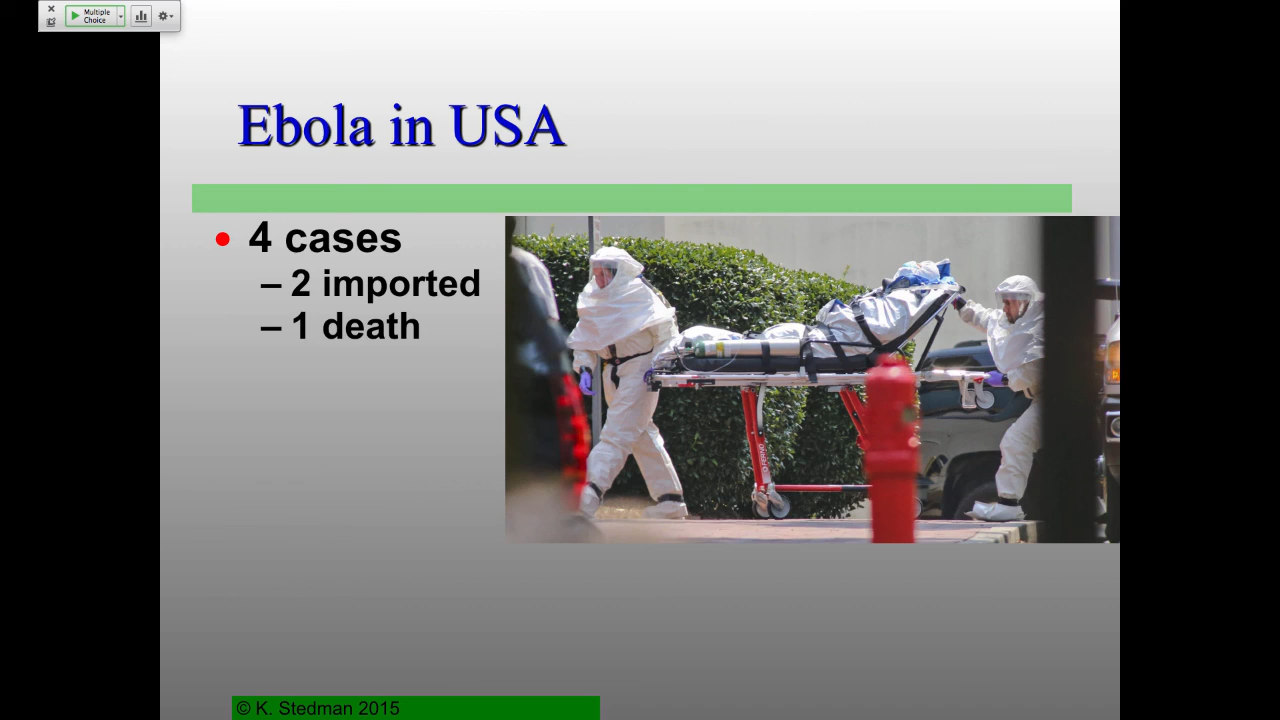 Multiple
Choice
Ebola in USA
4 cases
– 2 imported
– 1 death
© K. Stedman 2015